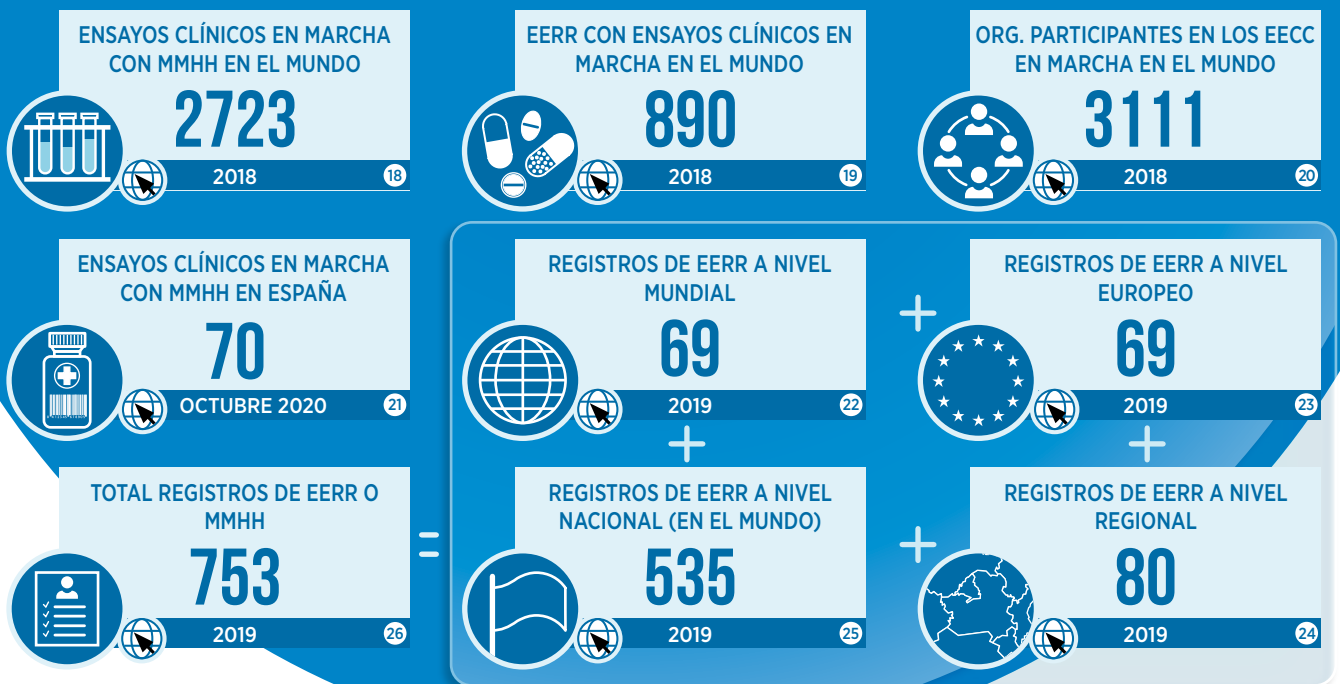 ENSAYOS CLÍNICOS EN MARCHA
CON MMHH EN EL MUNDO
2723
2018
18
EERR CON ENSAYOS CLÍNICOS EN
MARCHA EN EL MUNDO
890
2018
19
ORG. PARTICIPANTES EN LOS EECC
EN MARCHA EN EL MUNDO
3111
2018
20
ENSAYOS CLÍNICOS EN MARCHA
CON MMHH EN ESPAÑA
70
OCTUBRE 2020
21
REGISTROS DE EERR A NIVEL
MUNDIAL
69
2019
22
+
REGISTROS DE EERR A NIVEL
EUROPEO
69
2019
23
+
+
TOTAL REGISTROS DE EERR O
MMHH
753
2019
26
=
REGISTROS DE EERR A NIVEL
NACIONAL (EN EL MUNDO)
535
2019
25
+
REGISTROS DE EERR A NIVEL
REGIONAL
80
2019
24